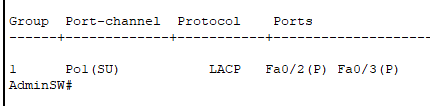 Group  Port-channel  Protocol    Ports
------+-------------+-----------+----------------------
1      Po1(SU)           LACP   Fa0/2(P) Fa0/3(P)
AdminSW#